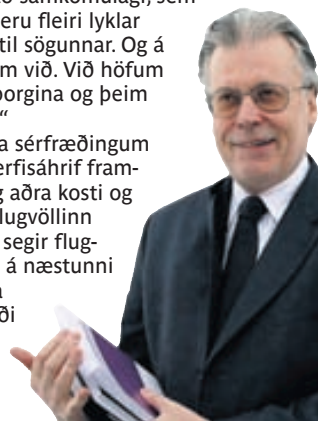 samkomulagi, sem
eru fleiri lyklar
til sögunnar. Og á
m við. Við höfum
borgina og þeim
“
a sérfræðingum
erfisáhrif fram-
g aðra kosti og
lugvöllinn
segir flug-
á næstunni
a
ði